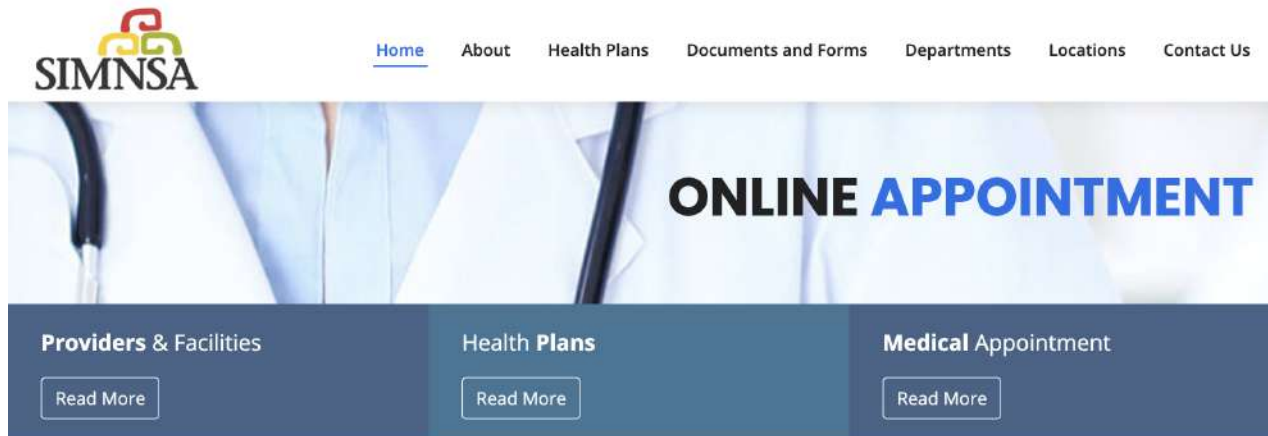 SIMNSA
Home About Health Plans Documents and Forms Departments Locations Contact Us
ONLINE APPOINTMENT
Providers & Facilities
Read More
Health Plans
Read More
Medical Appointment
Read More